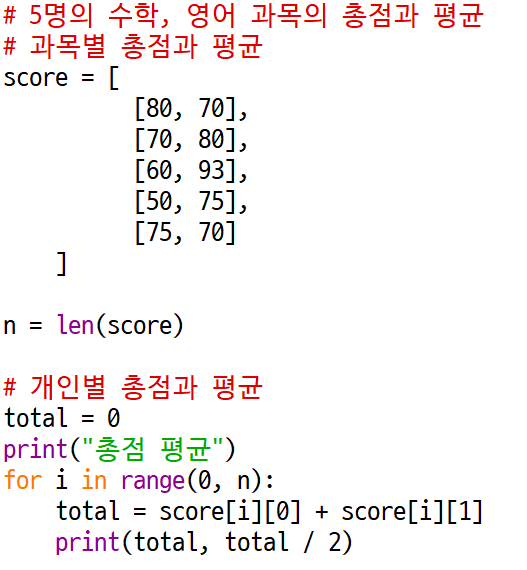 # 5명의 수학, 영어 과목의 총점과 평균
# 과목별 총점과 평균
score = [
          [80, 70],
          [70, 80],
          [60, 93],
          [50, 75],
          [75, 70]
    ]

n = len(score)

# 개인별 총점과 평균
total = 0
print("총점 평균")
for i in range(0, n):
    total = score[i][0] + score[i][1]
    print(total, total / 2)